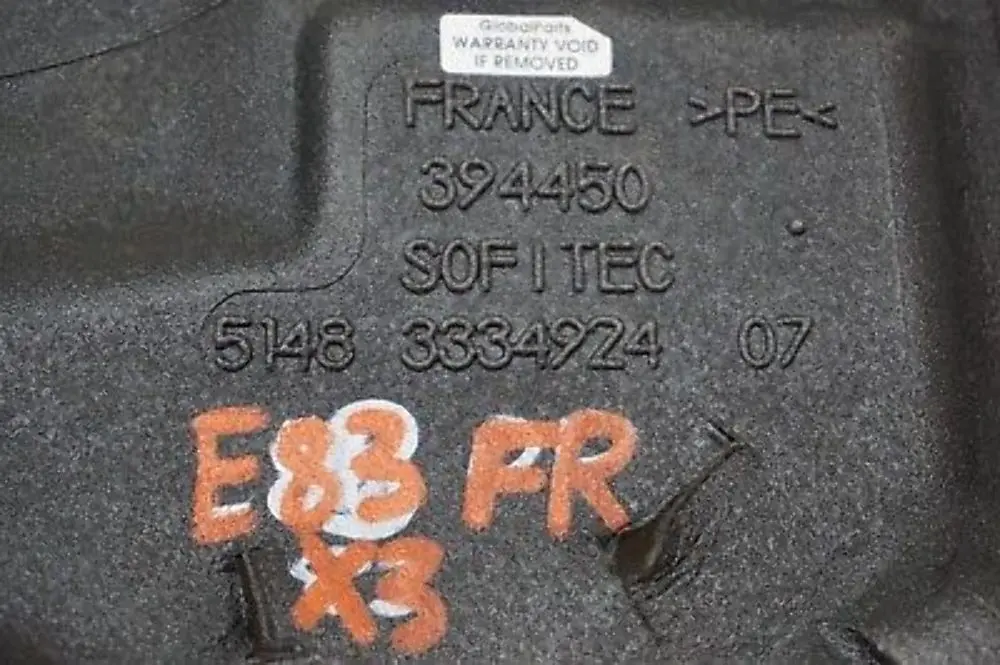 GlobalParts
WARRANTY VOID
IF REMOVED
FRANCE >PE<
394450
SOFITEC
5148 3334924 07
E83 FR
X3